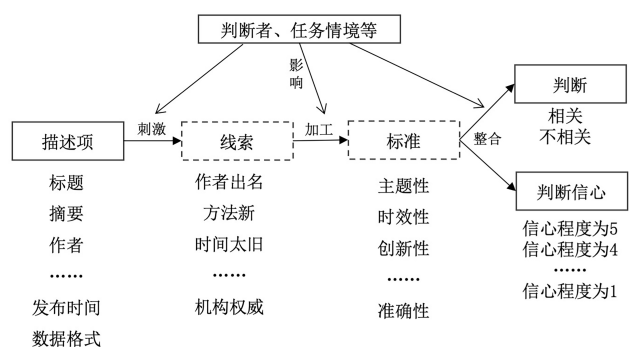 判断者、任务情境等
影
响
刺激
加工
整合
描述项
线索
标准
判断
相关
不相关
判断信心
信心程度为5
信心程度为4
……
信心程度为1
标题
摘要
作者
……
发布时间
数据格式
作者出名
方法新
时间太旧
……
机构权威
主题性
时效性
创新性
……
准确性